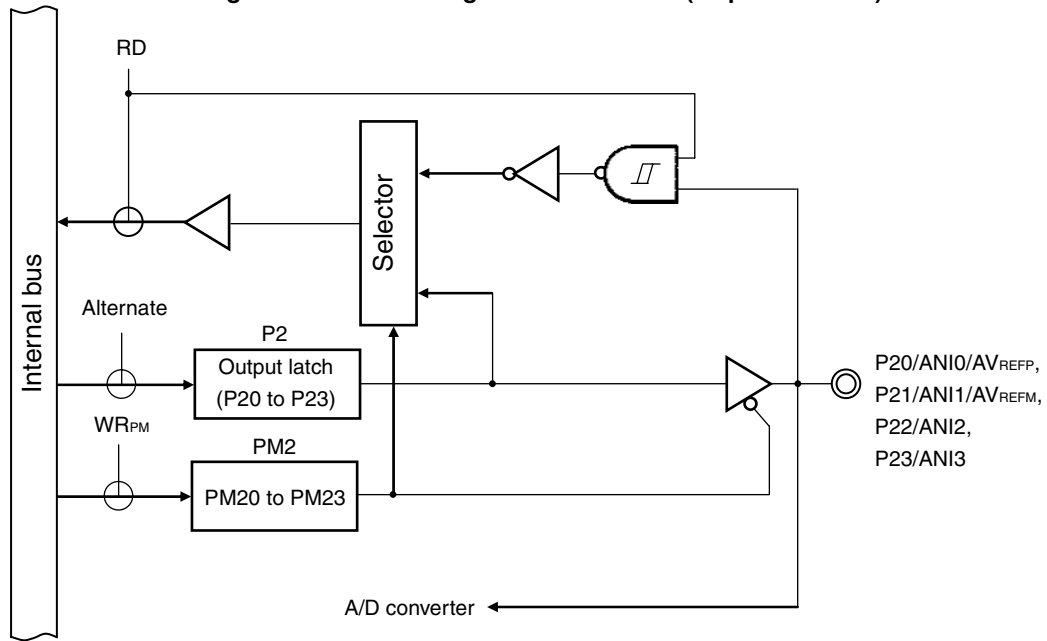 RD
Selector
Internal bus
Alternate
P2
Output latch
(P20 to P23)
WRPM
PM2
PM20 to PM23
P20/ANI0/AVREFP,
P21/ANI1/AVREFM,
P22/ANI2,
P23/ANI3
A/D converter